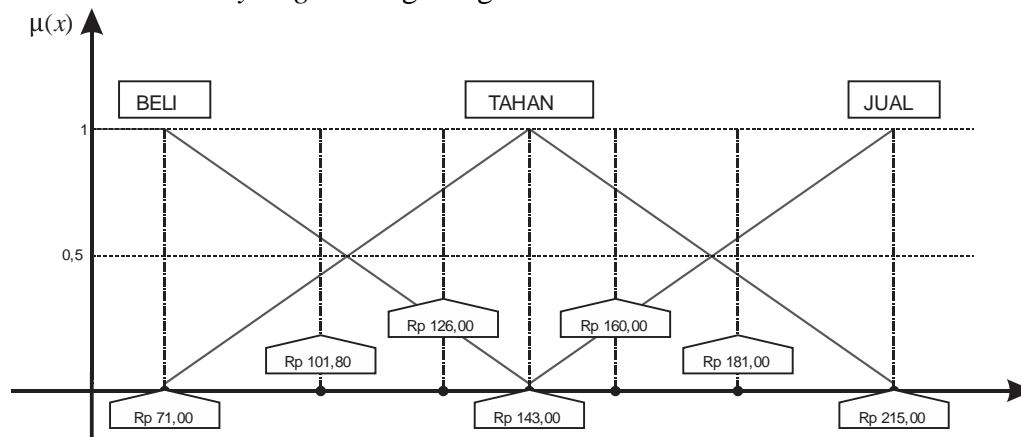 μ(x)
BELI
TAHAN
JUAL
1
0,5
Rp 126,00
Rp 160,00
Rp 101,80
Rp 181,00
Rp 71,00
Rp 143,00
Rp 215,00